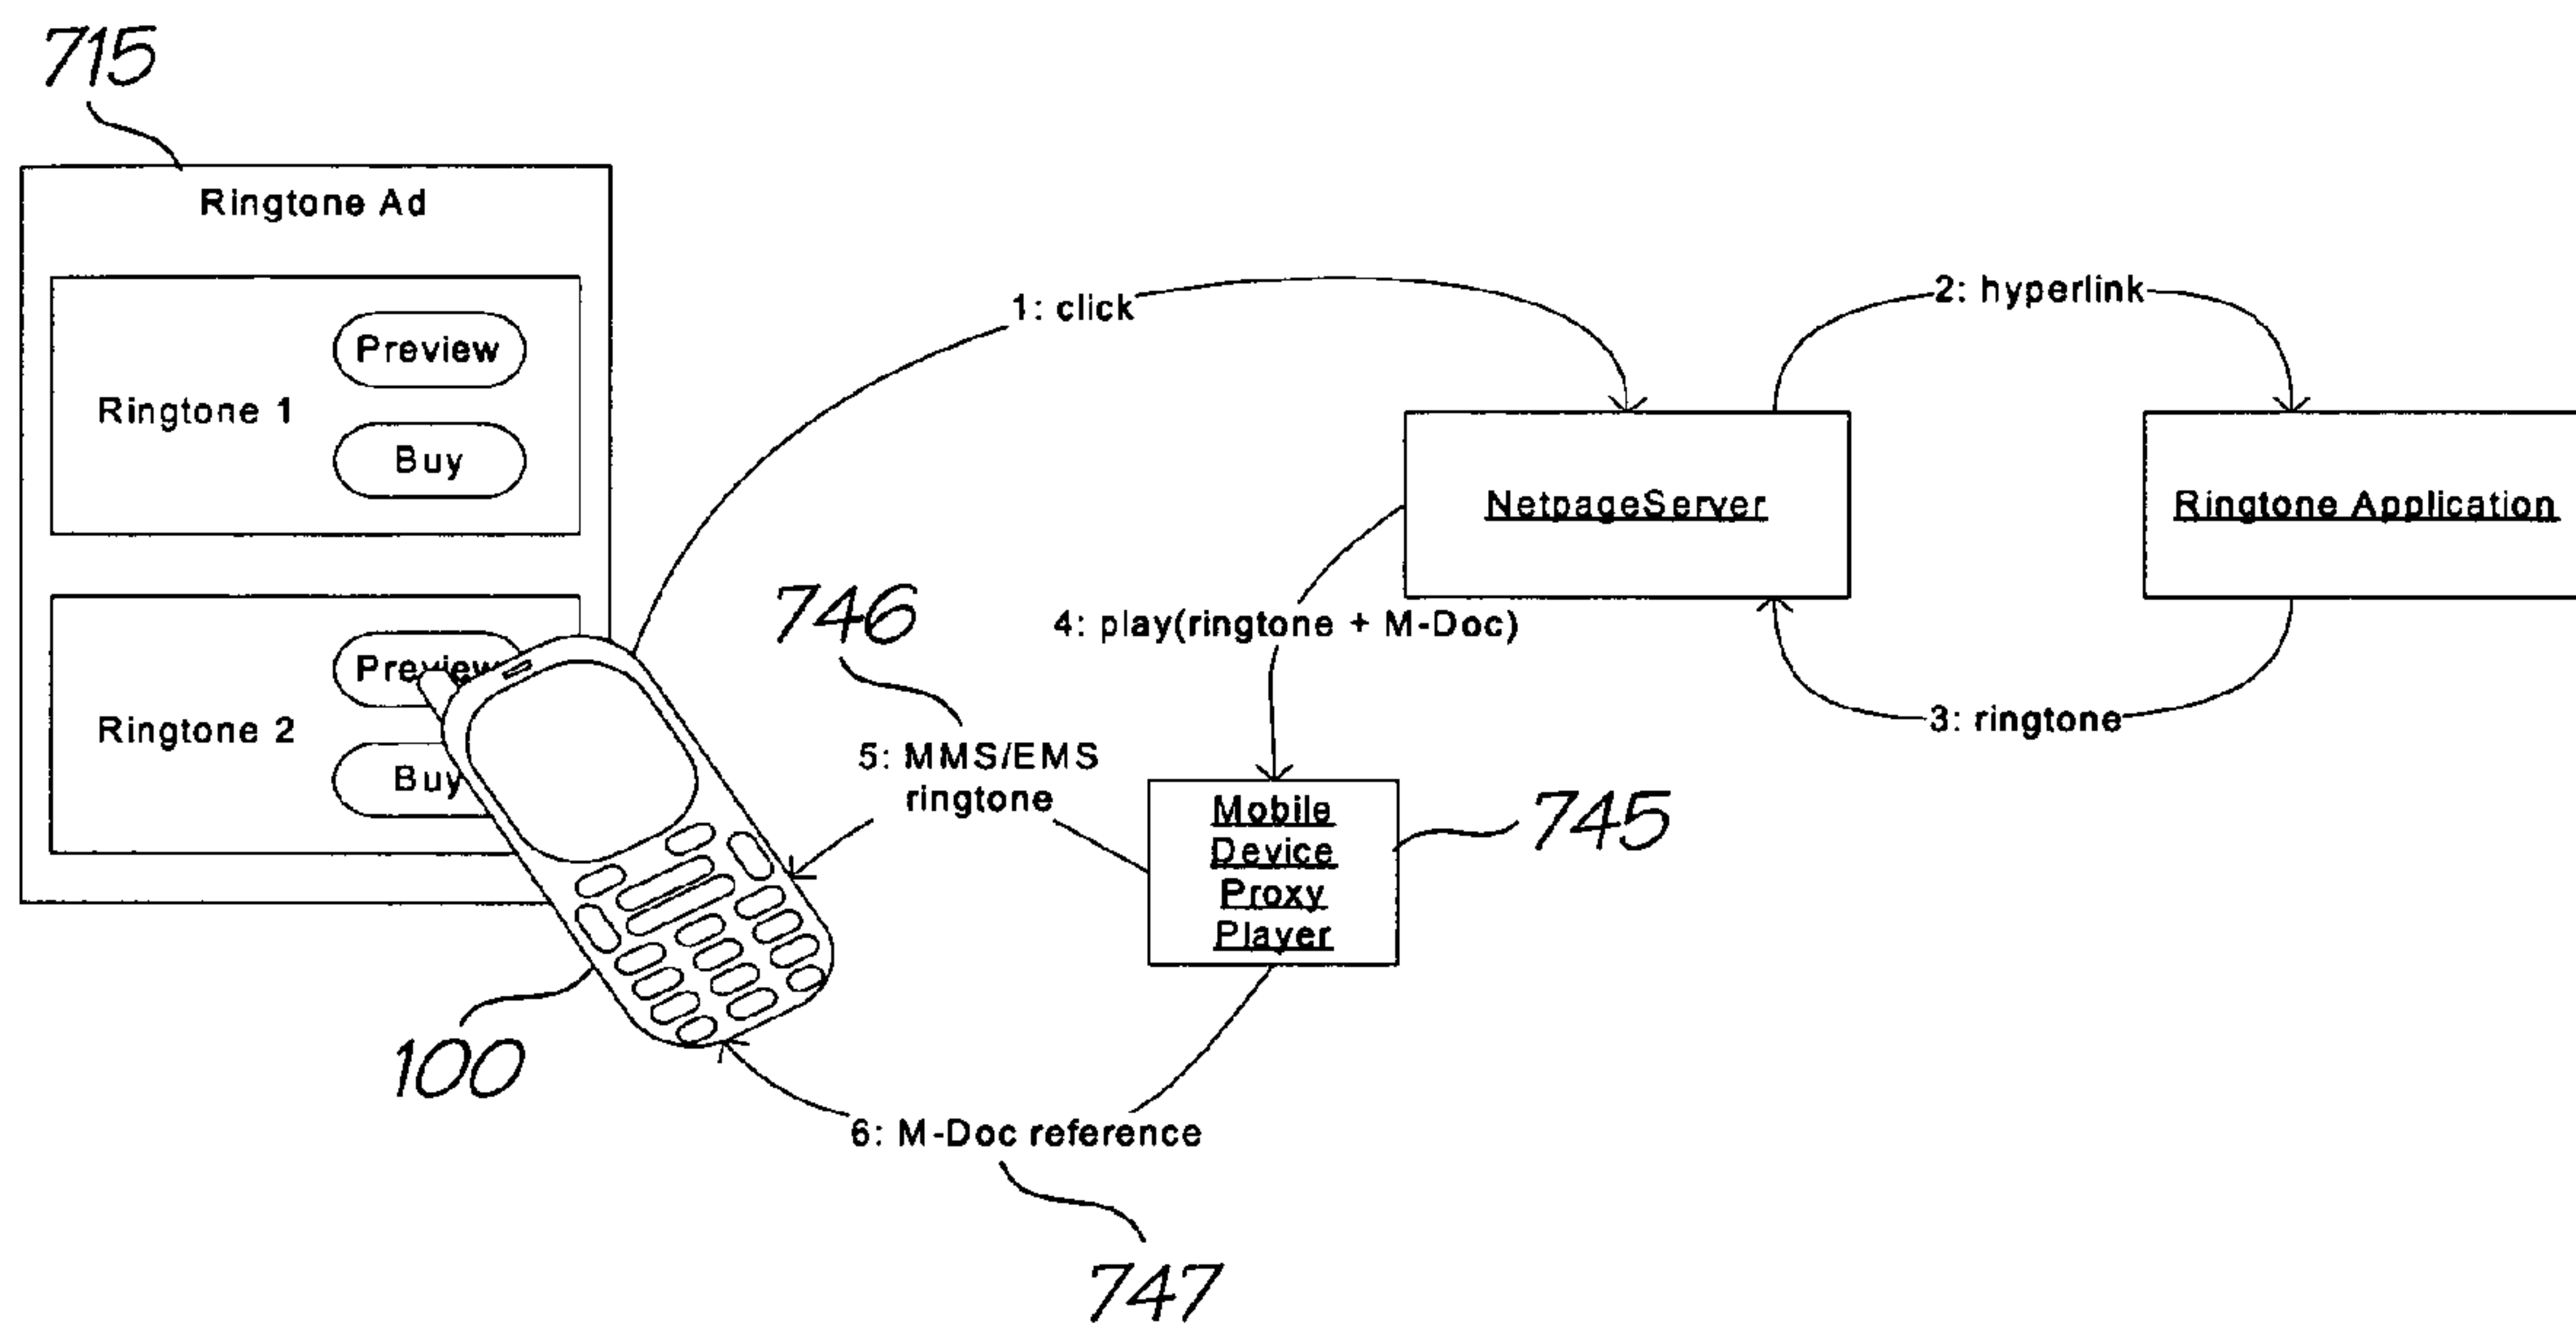 715
Ringtone Ad
Ringtone 1
Preview
Buy
Ringtone 2
Preview
Buy
100
1: click
2: hyperlink
NetpageServer
Ringtone Application
3: ringtone
4: play(ringtone + M-Doc)
746
5: MMS/EMS
ringtone
Mobile
Device
Proxy
Player
745
6: M-Doc reference
747